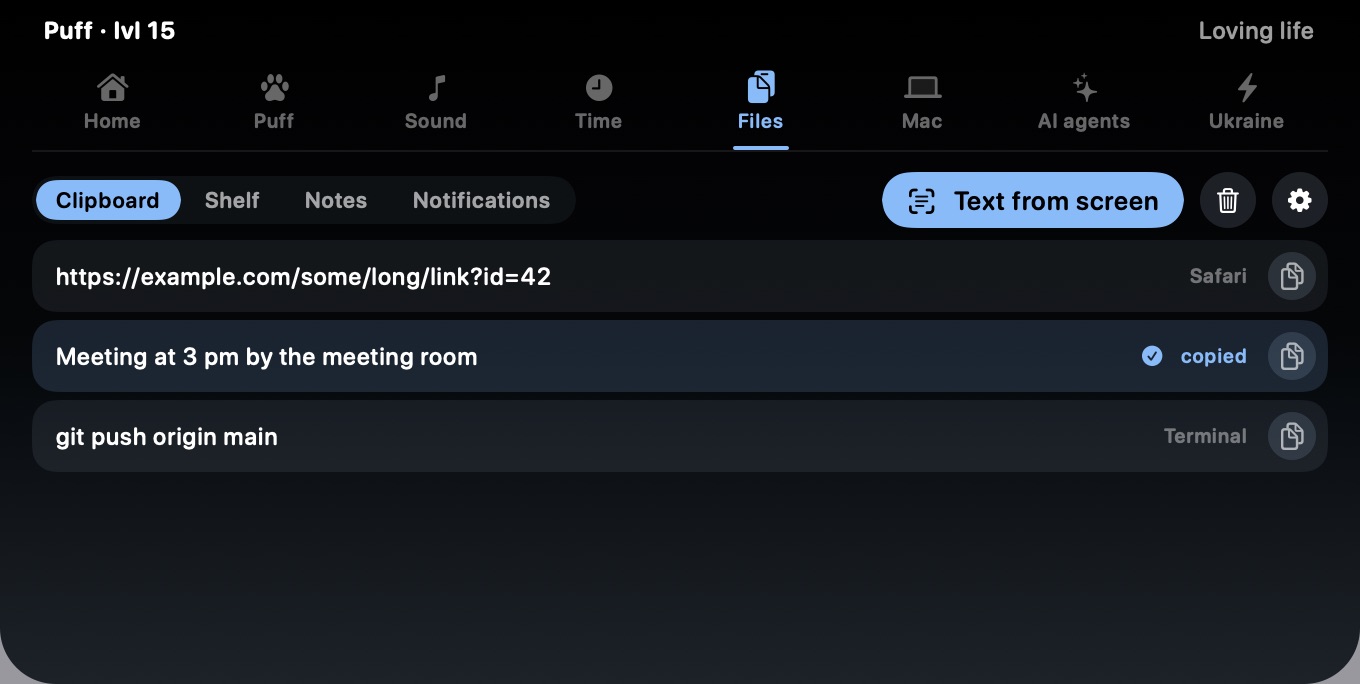 Puff · lvl 15 Loving life
Home Puff Sound Time Files Mac AI agents Ukraine
Clipboard Shelf Notes Notifications Text from screen
https://example.com/some/long/link?id=42 Safari
Meeting at 3 pm by the meeting room copied
git push origin main Terminal